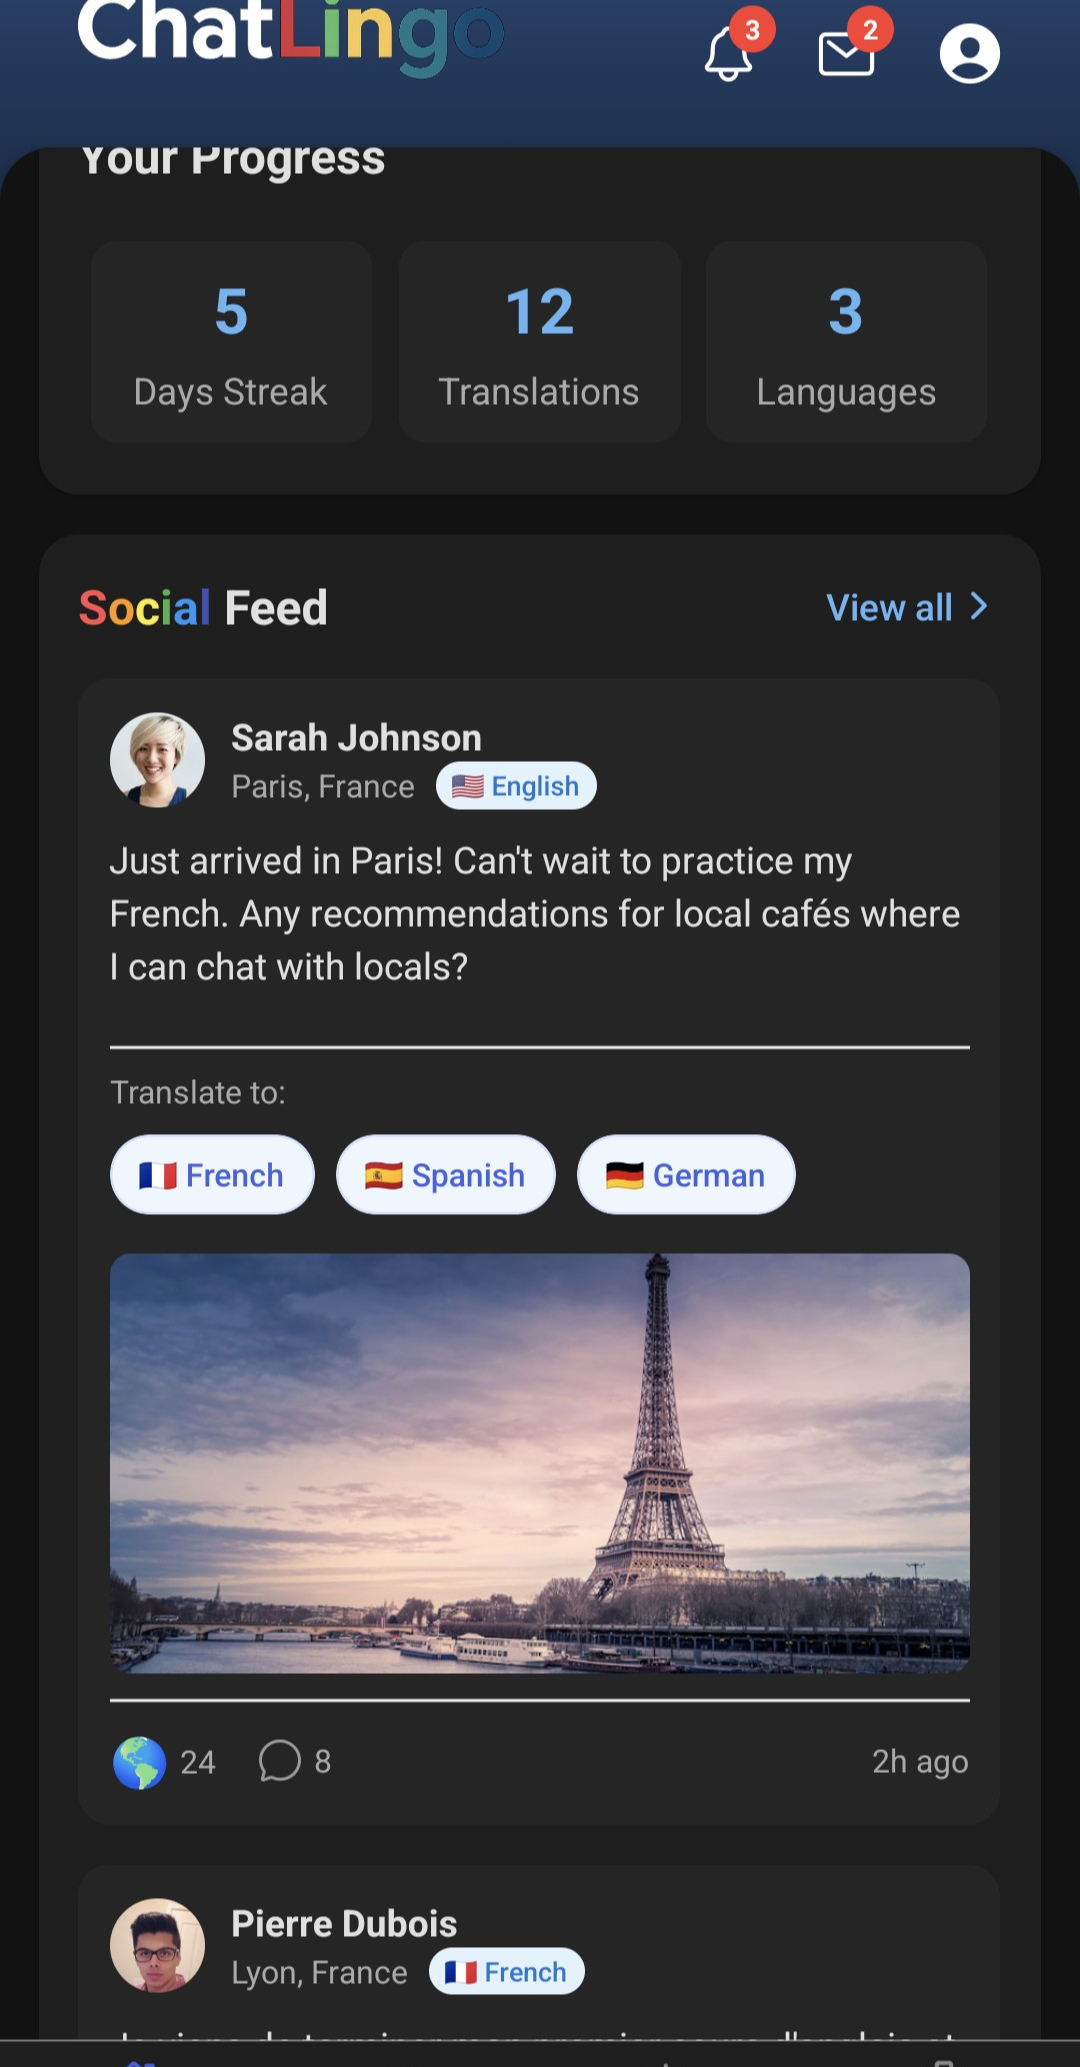 ChatLingo
3
2
Your Progress
5
12
3
Days Streak
Translations
Languages
Social Feed
View all
Sarah Johnson
Paris, France
English
Just arrived in Paris! Can't wait to practice my
French. Any recommendations for local cafés where
I can chat with locals?
Translate to:
French
Spanish
German
24
8
2h ago
Pierre Dubois
Lyon, France
French